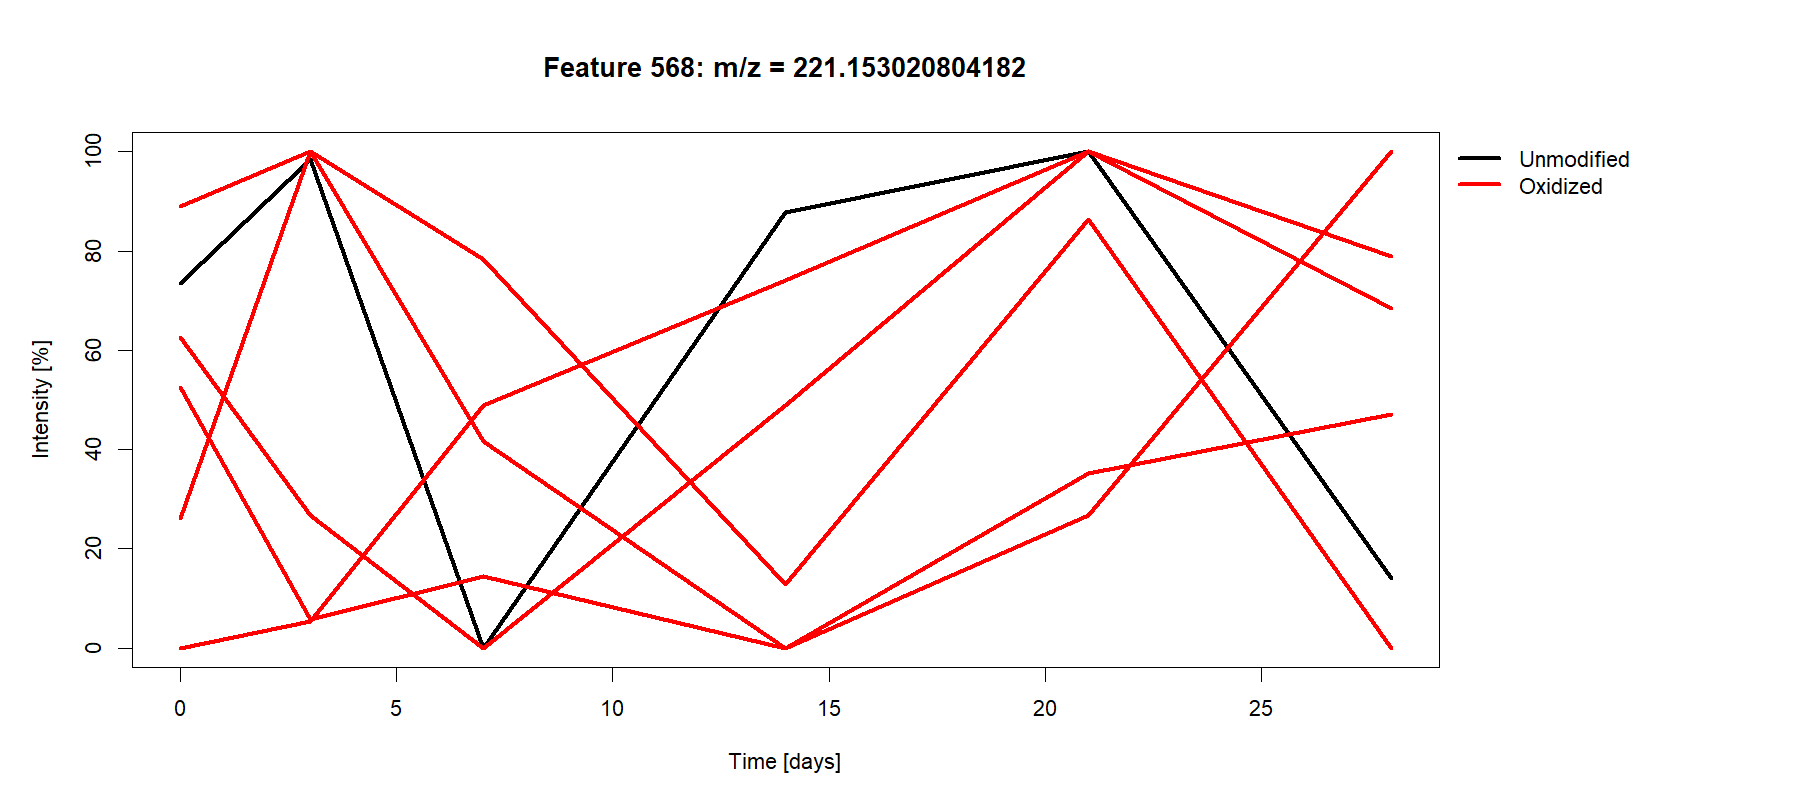 Feature 568: m/z = 221.153020804182
Unmodified
Oxidized
Intensity [%]
100
80
60
40
20
0
0 5 10 15 20 25
Time [days]